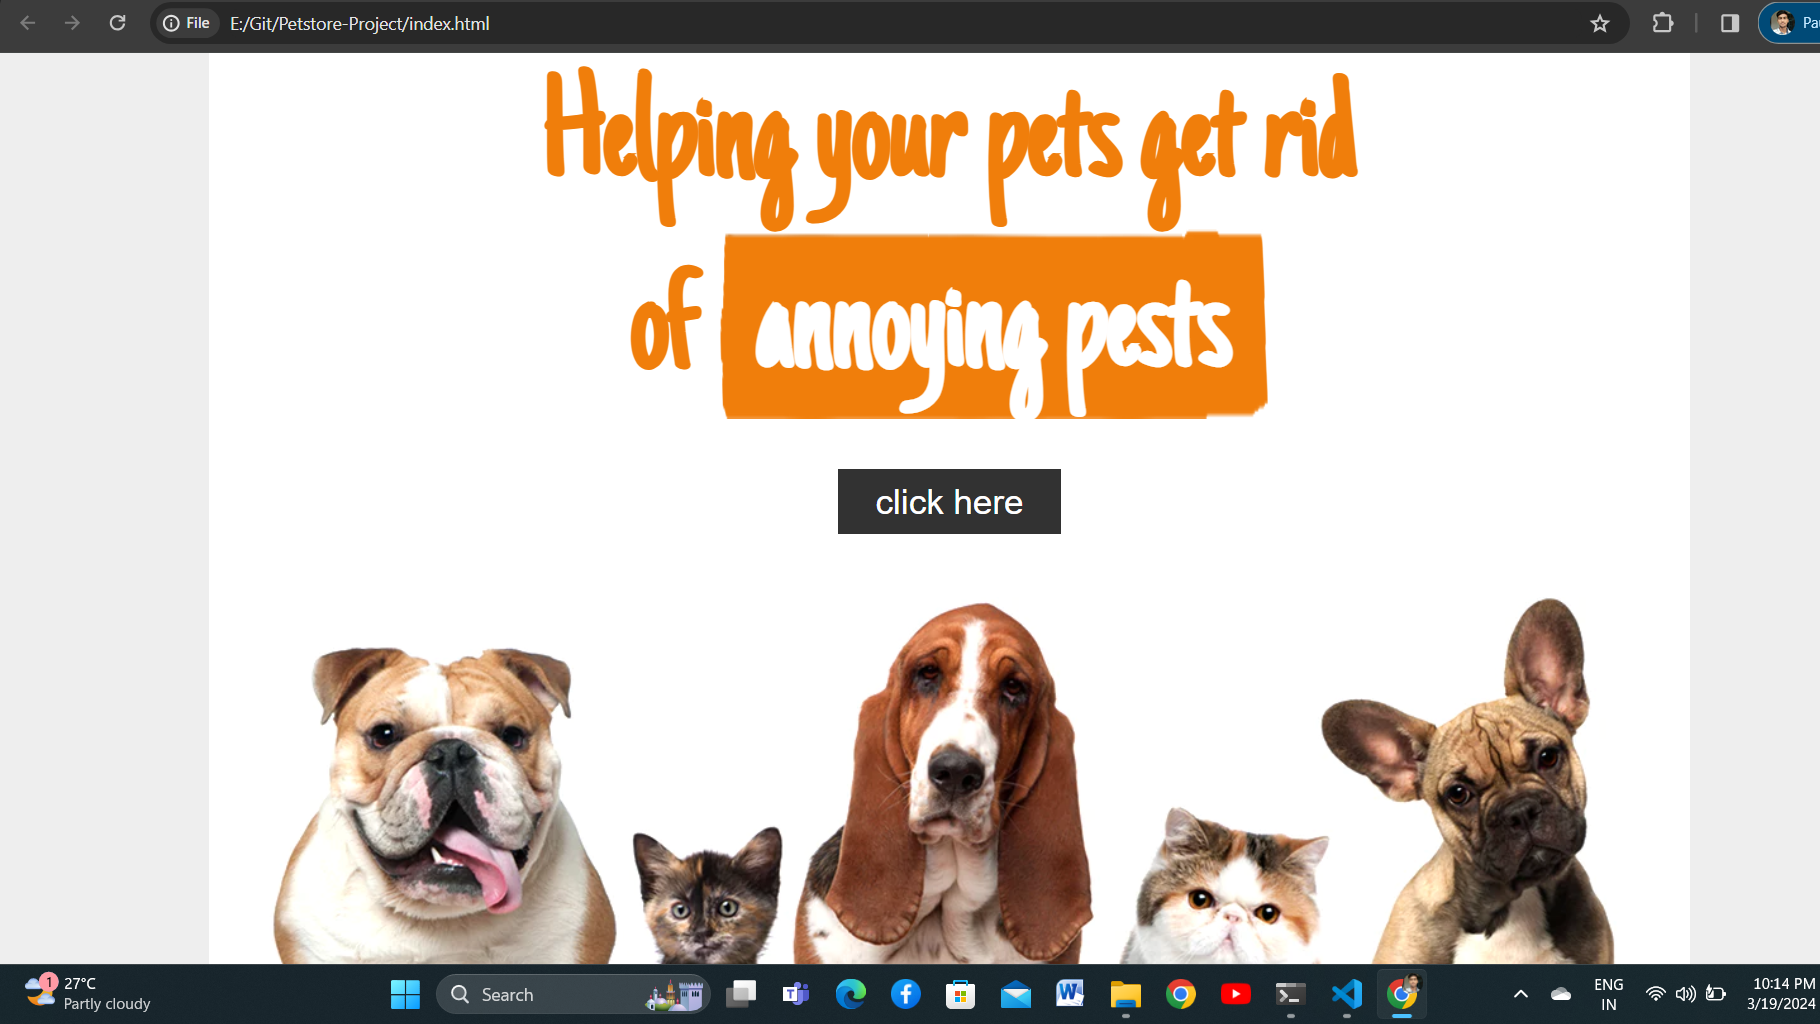 File
E:/Git/Petstore-Project/index.html
Helping your pets get rid
of annoying pests
click here
1
27°C
Partly cloudy
Search
ENG
IN
10:14 PM
3/19/2024